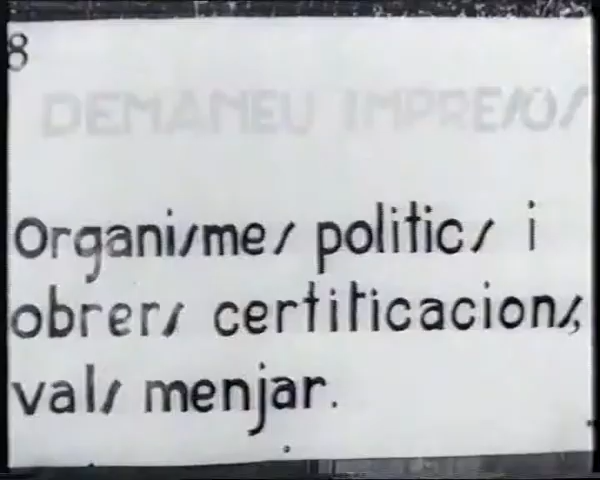 8
DEMANEU IMPRESOS
Organismes politics i
obrers certificacions,
vals menjar.